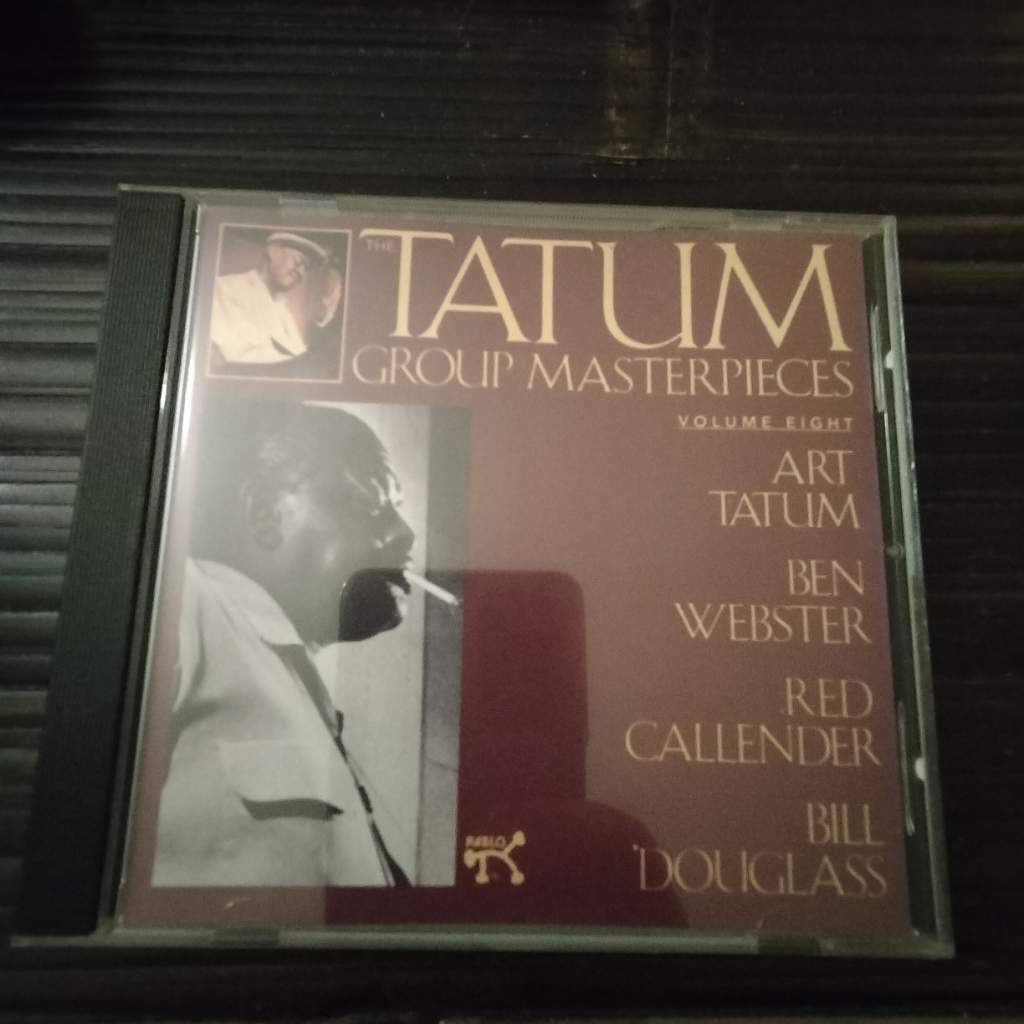 THE TATUM
GROUP MASTERPIECES
VOLUME EIGHT
ART
TATUM
BEN
WEBSTER
RED
CALLENDER
BILL
DOUGLASS
PABLO